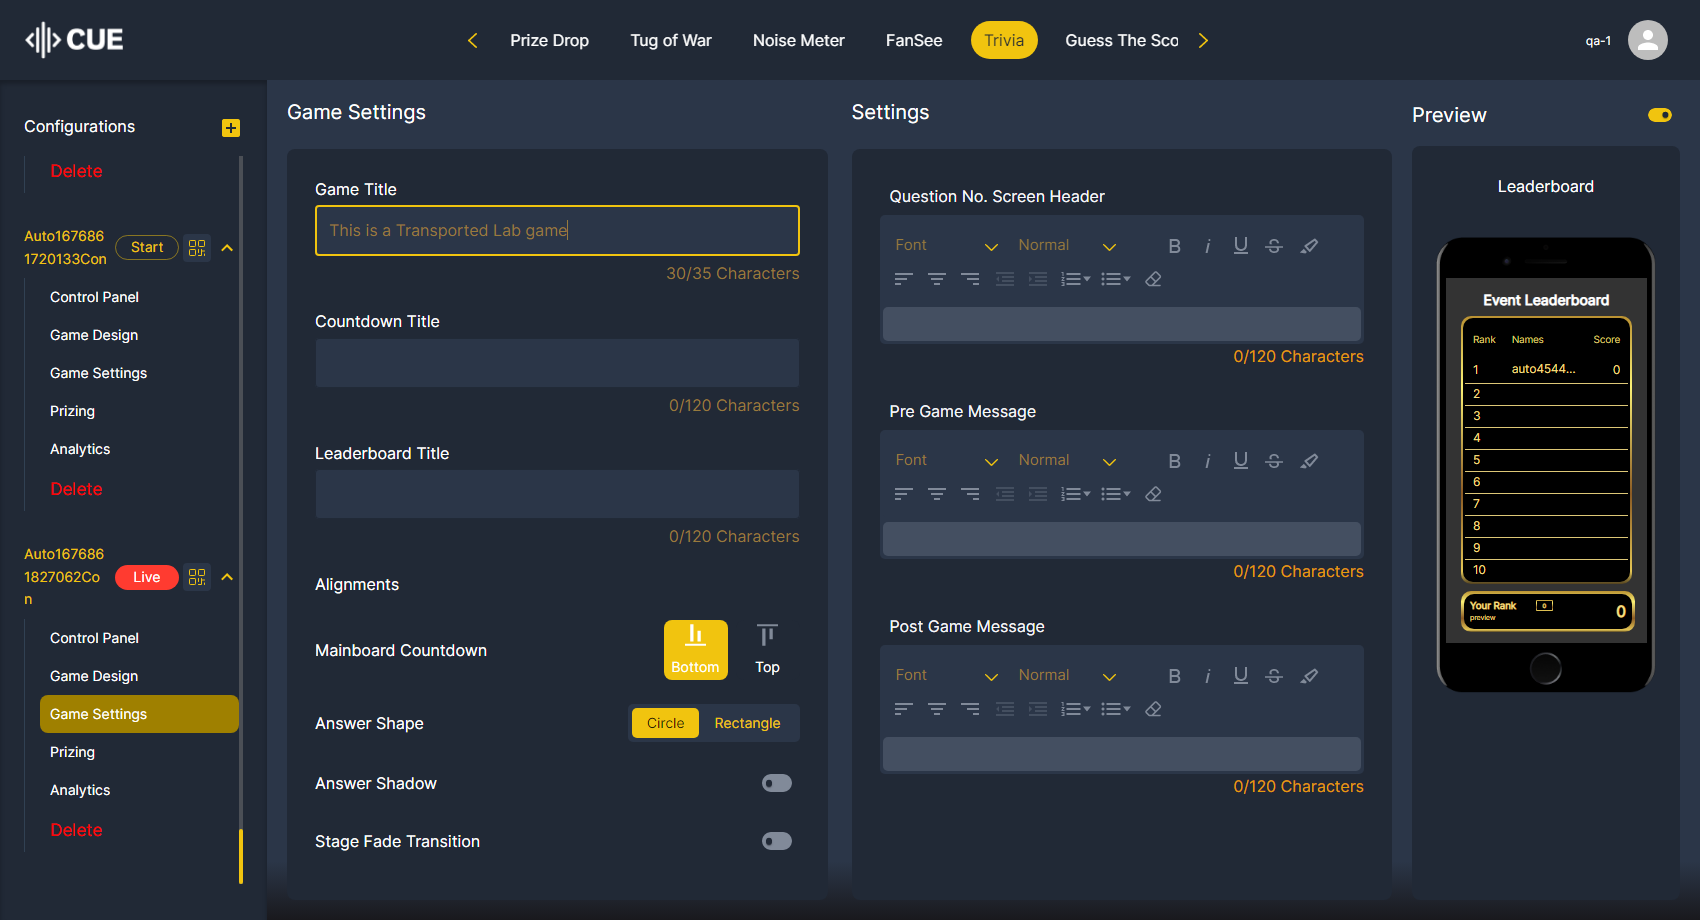 CUE
Prize Drop
Tug of War
Noise Meter
FanSee
Trivia
Guess The Sco
qa-1
Configurations
Delete
Auto167686
1720133Con
Start
Control Panel
Game Design
Game Settings
Prizing
Analytics
Delete
Auto167686
1827062Co
n
Live
Control Panel
Game Design
Game Settings
Prizing
Analytics
Delete
Game Settings
Game Title
This is a Transported Lab game
30/35 Characters
Countdown Title
0/120 Characters
Leaderboard Title
0/120 Characters
Alignments
Mainboard Countdown
Bottom
Top
Answer Shape
Circle
Rectangle
Answer Shadow
Stage Fade Transition
Settings
Question No. Screen Header
Font
Normal
B i U S
0/120 Characters
Pre Game Message
Font
Normal
B i U S
0/120 Characters
Post Game Message
Font
Normal
B i U S
0/120 Characters
Preview
Leaderboard
Event Leaderboard
Rank Names Score
1 auto4544... 0
2
3
4
5
6
7
8
9
10
Your Rank 0 0
preview